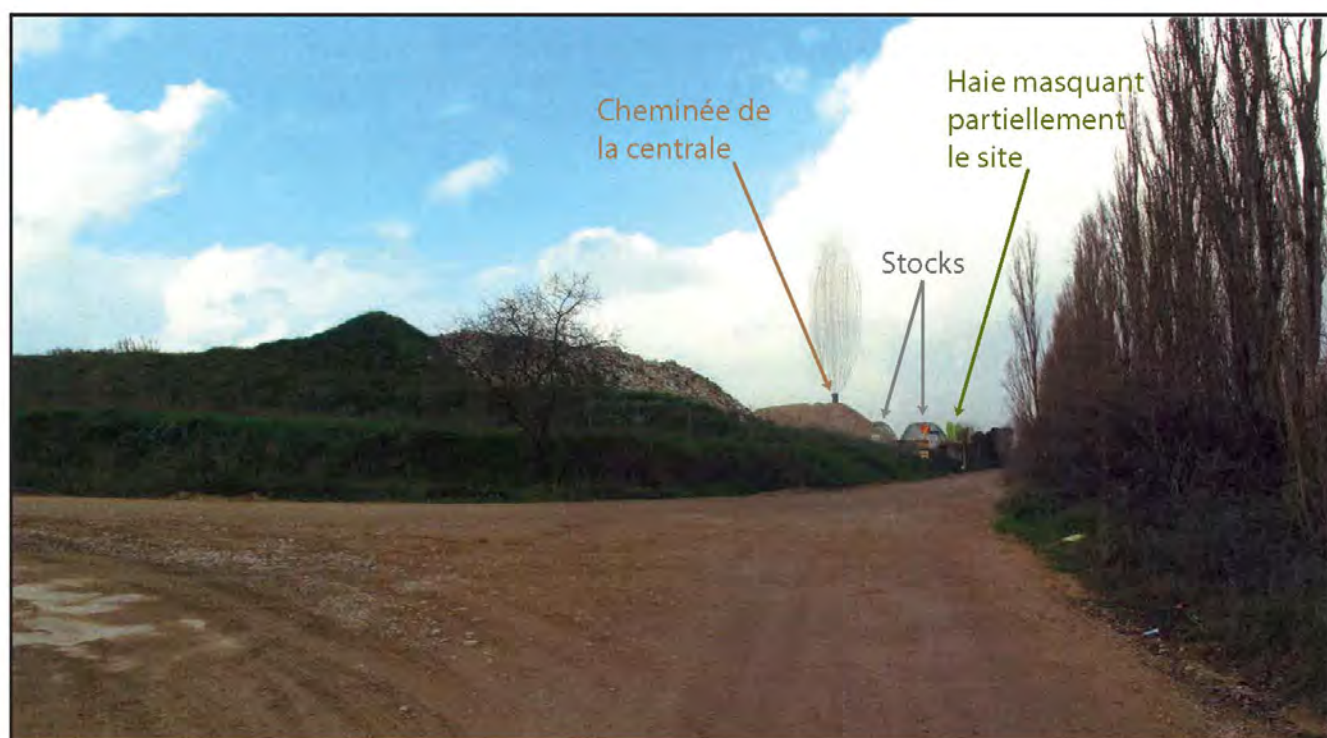 Cheminée de
la centrale
Haie masquant
partiellement
le site
Stocks